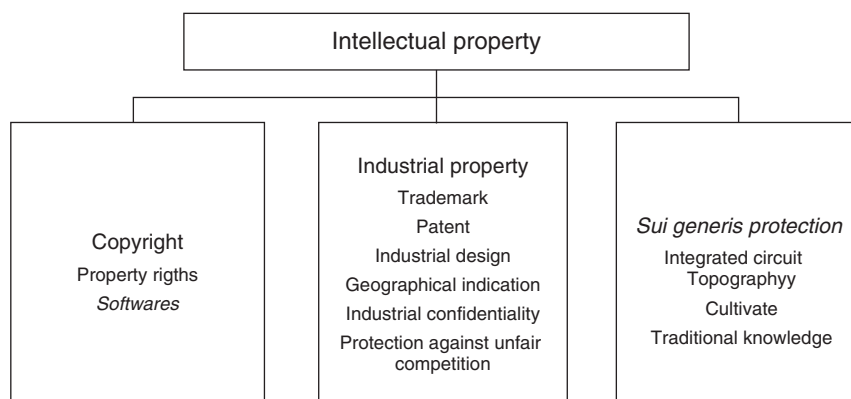 Intellectual property
Copyright
Property rigths
Softwares
Industrial property
Trademark
Patent
Industrial design
Geographical indication
Industrial confidentiality
Protection against unfair
competition
Sui generis protection
Integrated circuit
Topographyy
Cultivate
Traditional knowledge